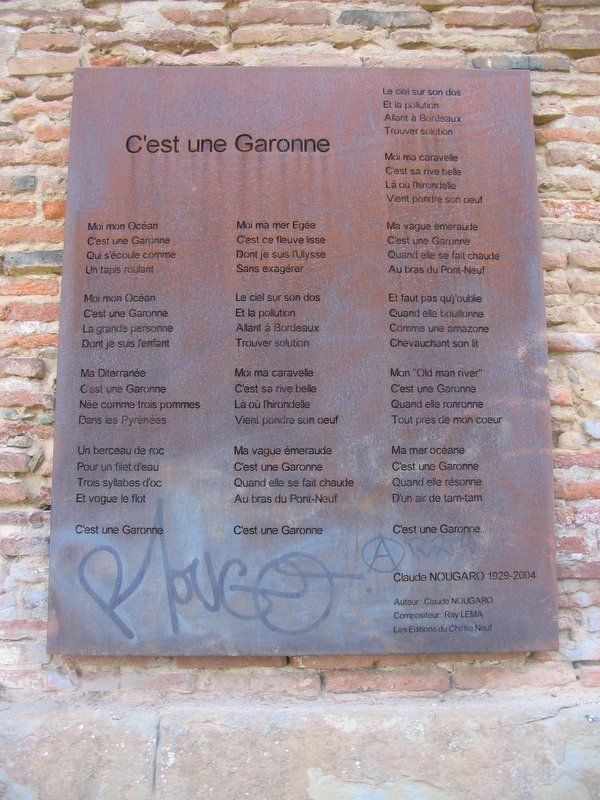 C'est une Garonne
Moi mon Océan
C'est une Garonne
Qui s'écoule comme
Un tapis roulant
Moi mon Océan
C'est une Garonne
La grande personne
Dont je suis l'enfant
Ma Diterranée
C'est une Garonne
Née comme trois pommes
Dans les Pyrénées
Un berceau de roc
Pour un filet d'eau
Trois syllabes d'oc
Et vogue le flot
C'est une Garonne
Moi ma mer Egée
C'est ce fleuve lisse
Dont je suis l'Ulysse
Sans exagérer
Le ciel sur son dos
Et la pollution
Allant à Bordeaux
Trouver solution
Moi ma caravelle
C'est sa rive belle
Là où l'hirondelle
Vient pondre son oeuf
Ma vague émeraude
C'est une Garonne
Quand elle se fait chaude
Au bras du Pont-Neuf
C'est une Garonne
Le ciel sur son dos
Et la pollution
Allant à Bordeaux
Trouver solution
Moi ma caravelle
C'est sa rive belle
Là où l'hirondelle
Vient pondre son oeuf
Ma vague émeraude
C'est une Garonne
Quand elle se fait chaude
Au bras du Pont-Neuf
Et faut pas qu'j'oublie
Quand elle bouillonne
Comme une amazone
Chevauchant son lit
Mon "Old man river"
C'est une Garonne
Quand elle ronronne
Tout près de mon coeur
Ma mer océane
C'est une Garonne
Quand elle résonne
D'un air de tam-tam
C'est une Garonne...
Claude NOUGARO 1929-2004
Auteur: Claude NOUGARO
Compositeur: Ray LEMA
Les Editions du Chiffre Neuf